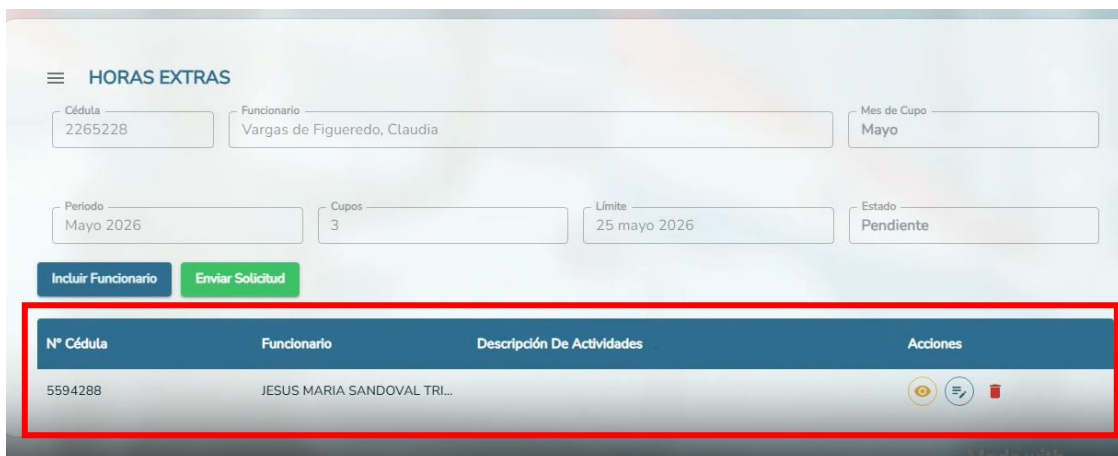 HORAS EXTRAS
Cédula
2265228
Funcionario
Vargas de Figueredo, Claudia
Mes de Cupo
Mayo
Periodo
Mayo 2026
Cupos
3
Límite
25 mayo 2026
Estado
Pendiente
Incluir Funcionario
Enviar Solicitud
Nº Cédula Funcionario Descripción De Actividades Acciones
5594288 JESUS MARIA SANDOVAL TRI...